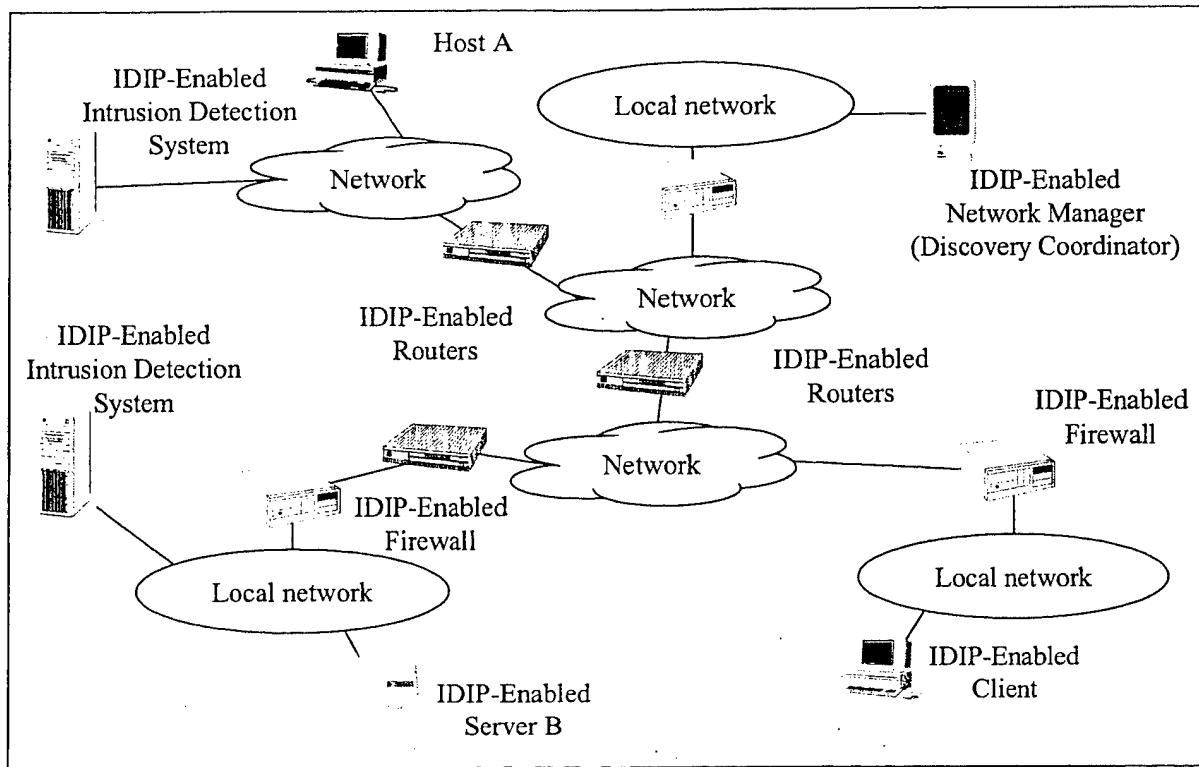 Host A
IDIP-Enabled
Intrusion Detection
System
Local network
Network
IDIP-Enabled
Network Manager
(Discovery Coordinator)
Network
IDIP-Enabled
Routers
IDIP-Enabled
Routers
IDIP-Enabled
Intrusion Detection
System
IDIP-Enabled
Firewall
Network
IDIP-Enabled
Firewall
Local network
Local network
IDIP-Enabled
Server B
IDIP-Enabled
Client